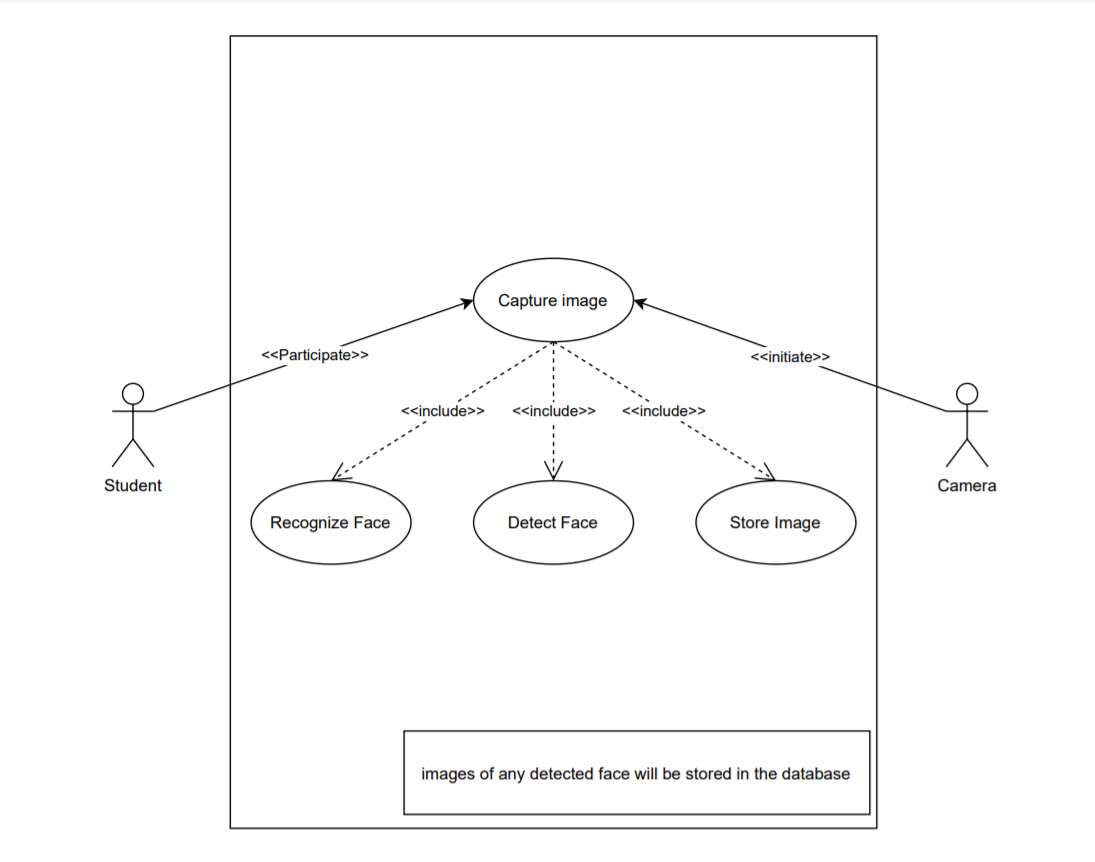 Capture image
<<Participate>>
<<initiate>>
<<include>>
<<include>>
<<include>>
Student
Camera
Recognize Face
Detect Face
Store Image
images of any detected face will be stored in the database